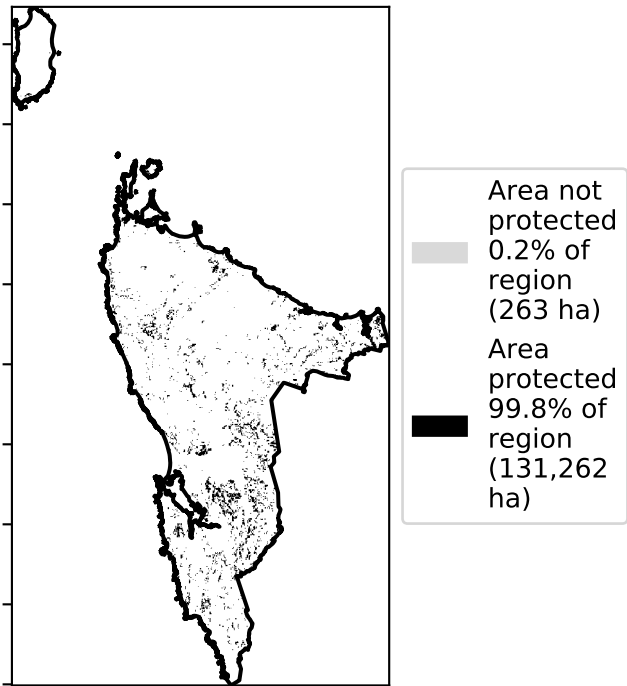 Area not
protected
0.2% of
region
(263 ha)
Area
protected
99.8% of
region
(131,262
ha)